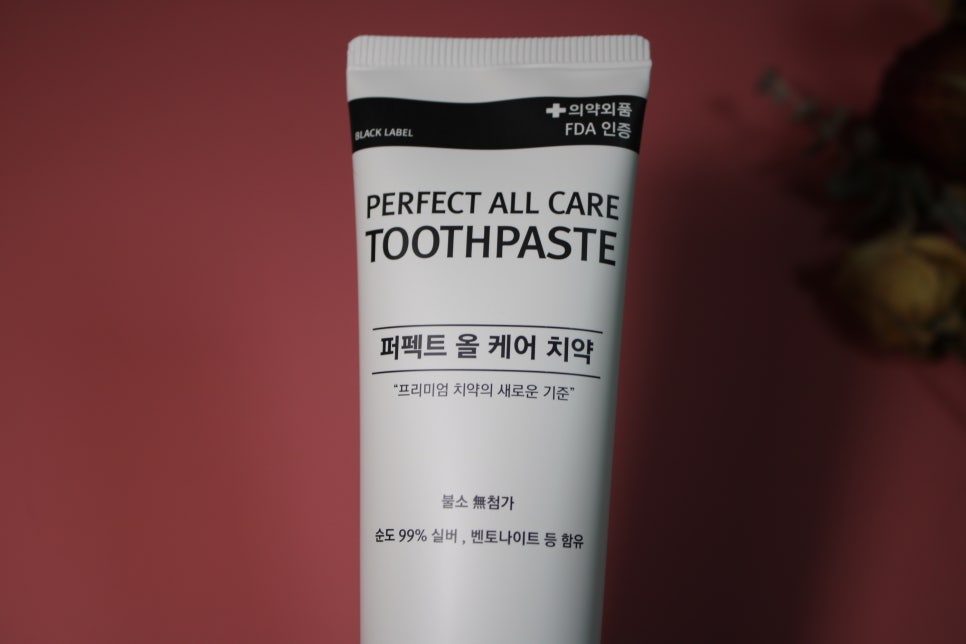 ✚의약외품
FDA 인증
BLACK LABEL
PERFECT ALL CARE
TOOTHPASTE
퍼펙트 올 케어 치약
“프리미엄 치약의 새로운 기준”
불소 無첨가
순도 99% 실버 , 벤토나이트 등 함유